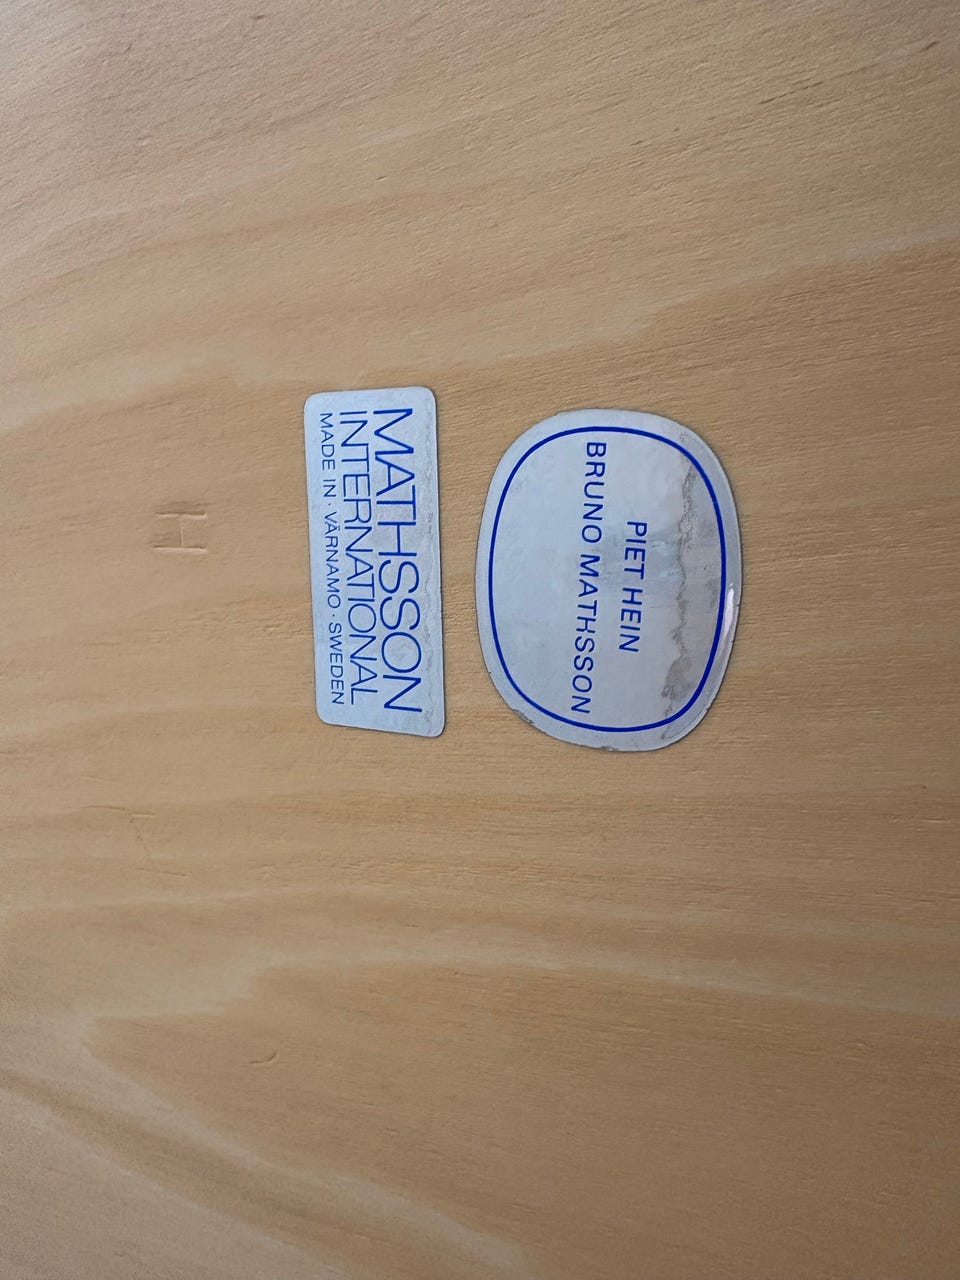 PIET HEIN
BRUNO MATHSSON
MATHSSON
INTERNATIONAL
MADE IN · VÄRNAMO · SWEDEN
H